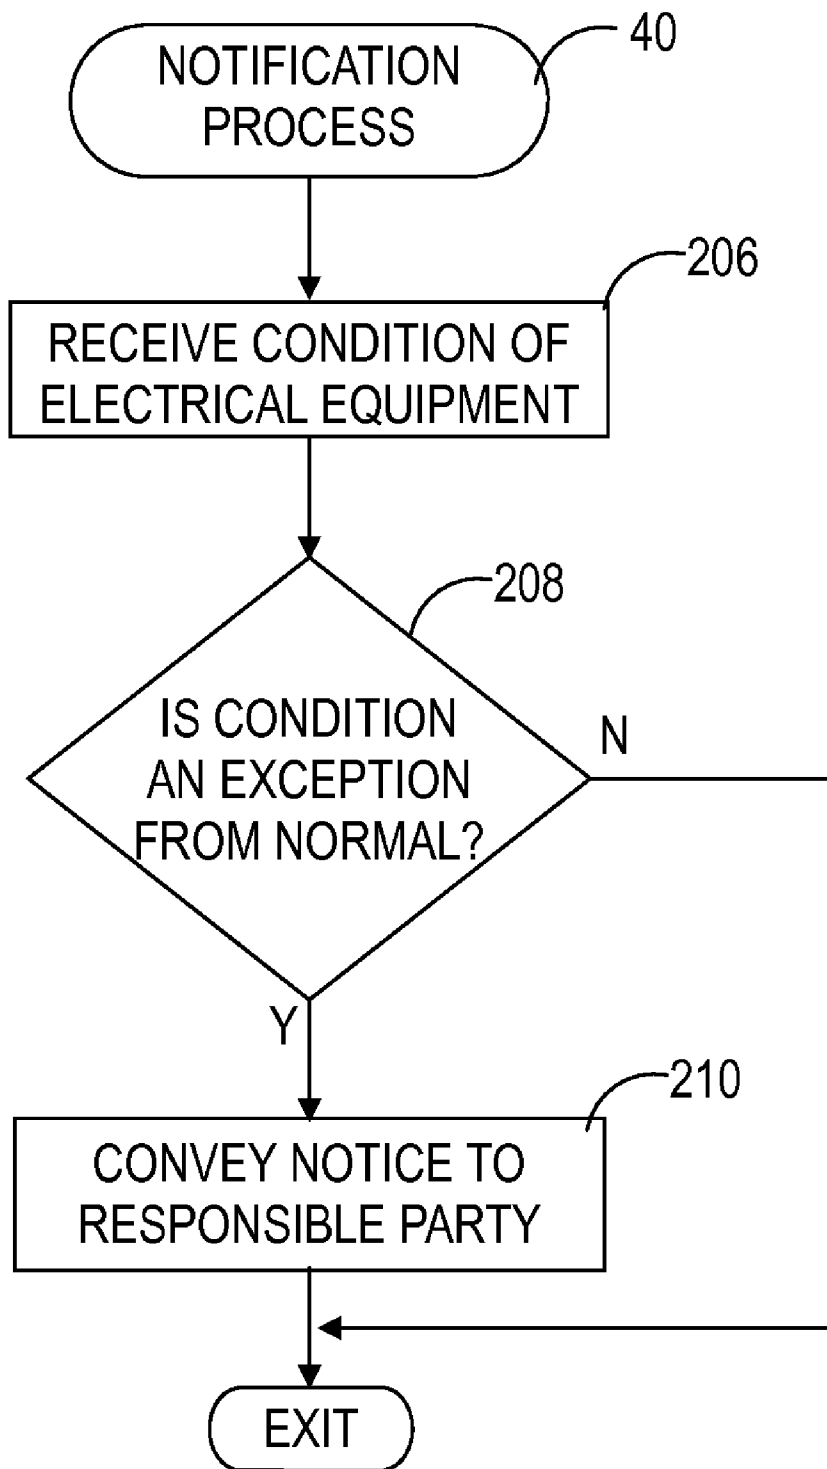 NOTIFICATION
PROCESS
40
206
RECEIVE CONDITION OF
ELECTRICAL EQUIPMENT
208
IS CONDITION
AN EXCEPTION
FROM NORMAL?
N
Y
210
CONVEY NOTICE TO
RESPONSIBLE PARTY
EXIT